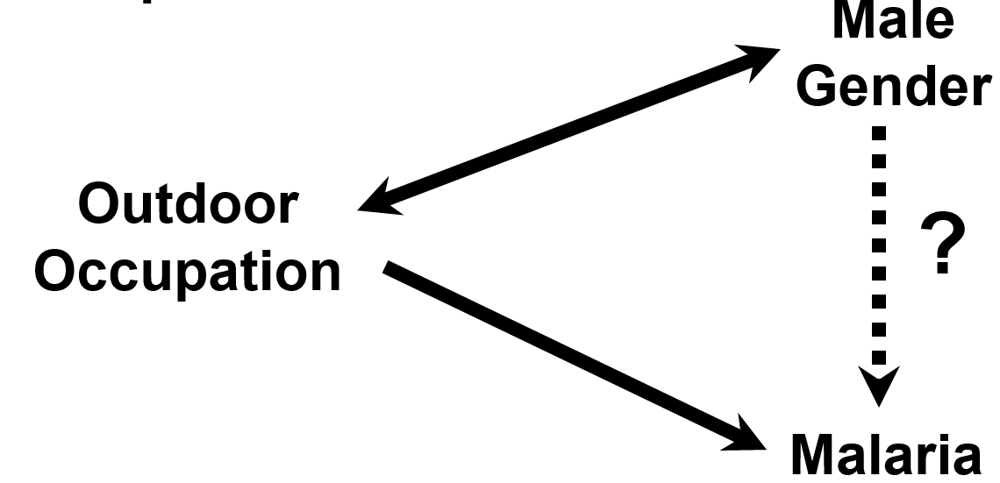 Male
Gender
Outdoor
Occupation
?
Malaria